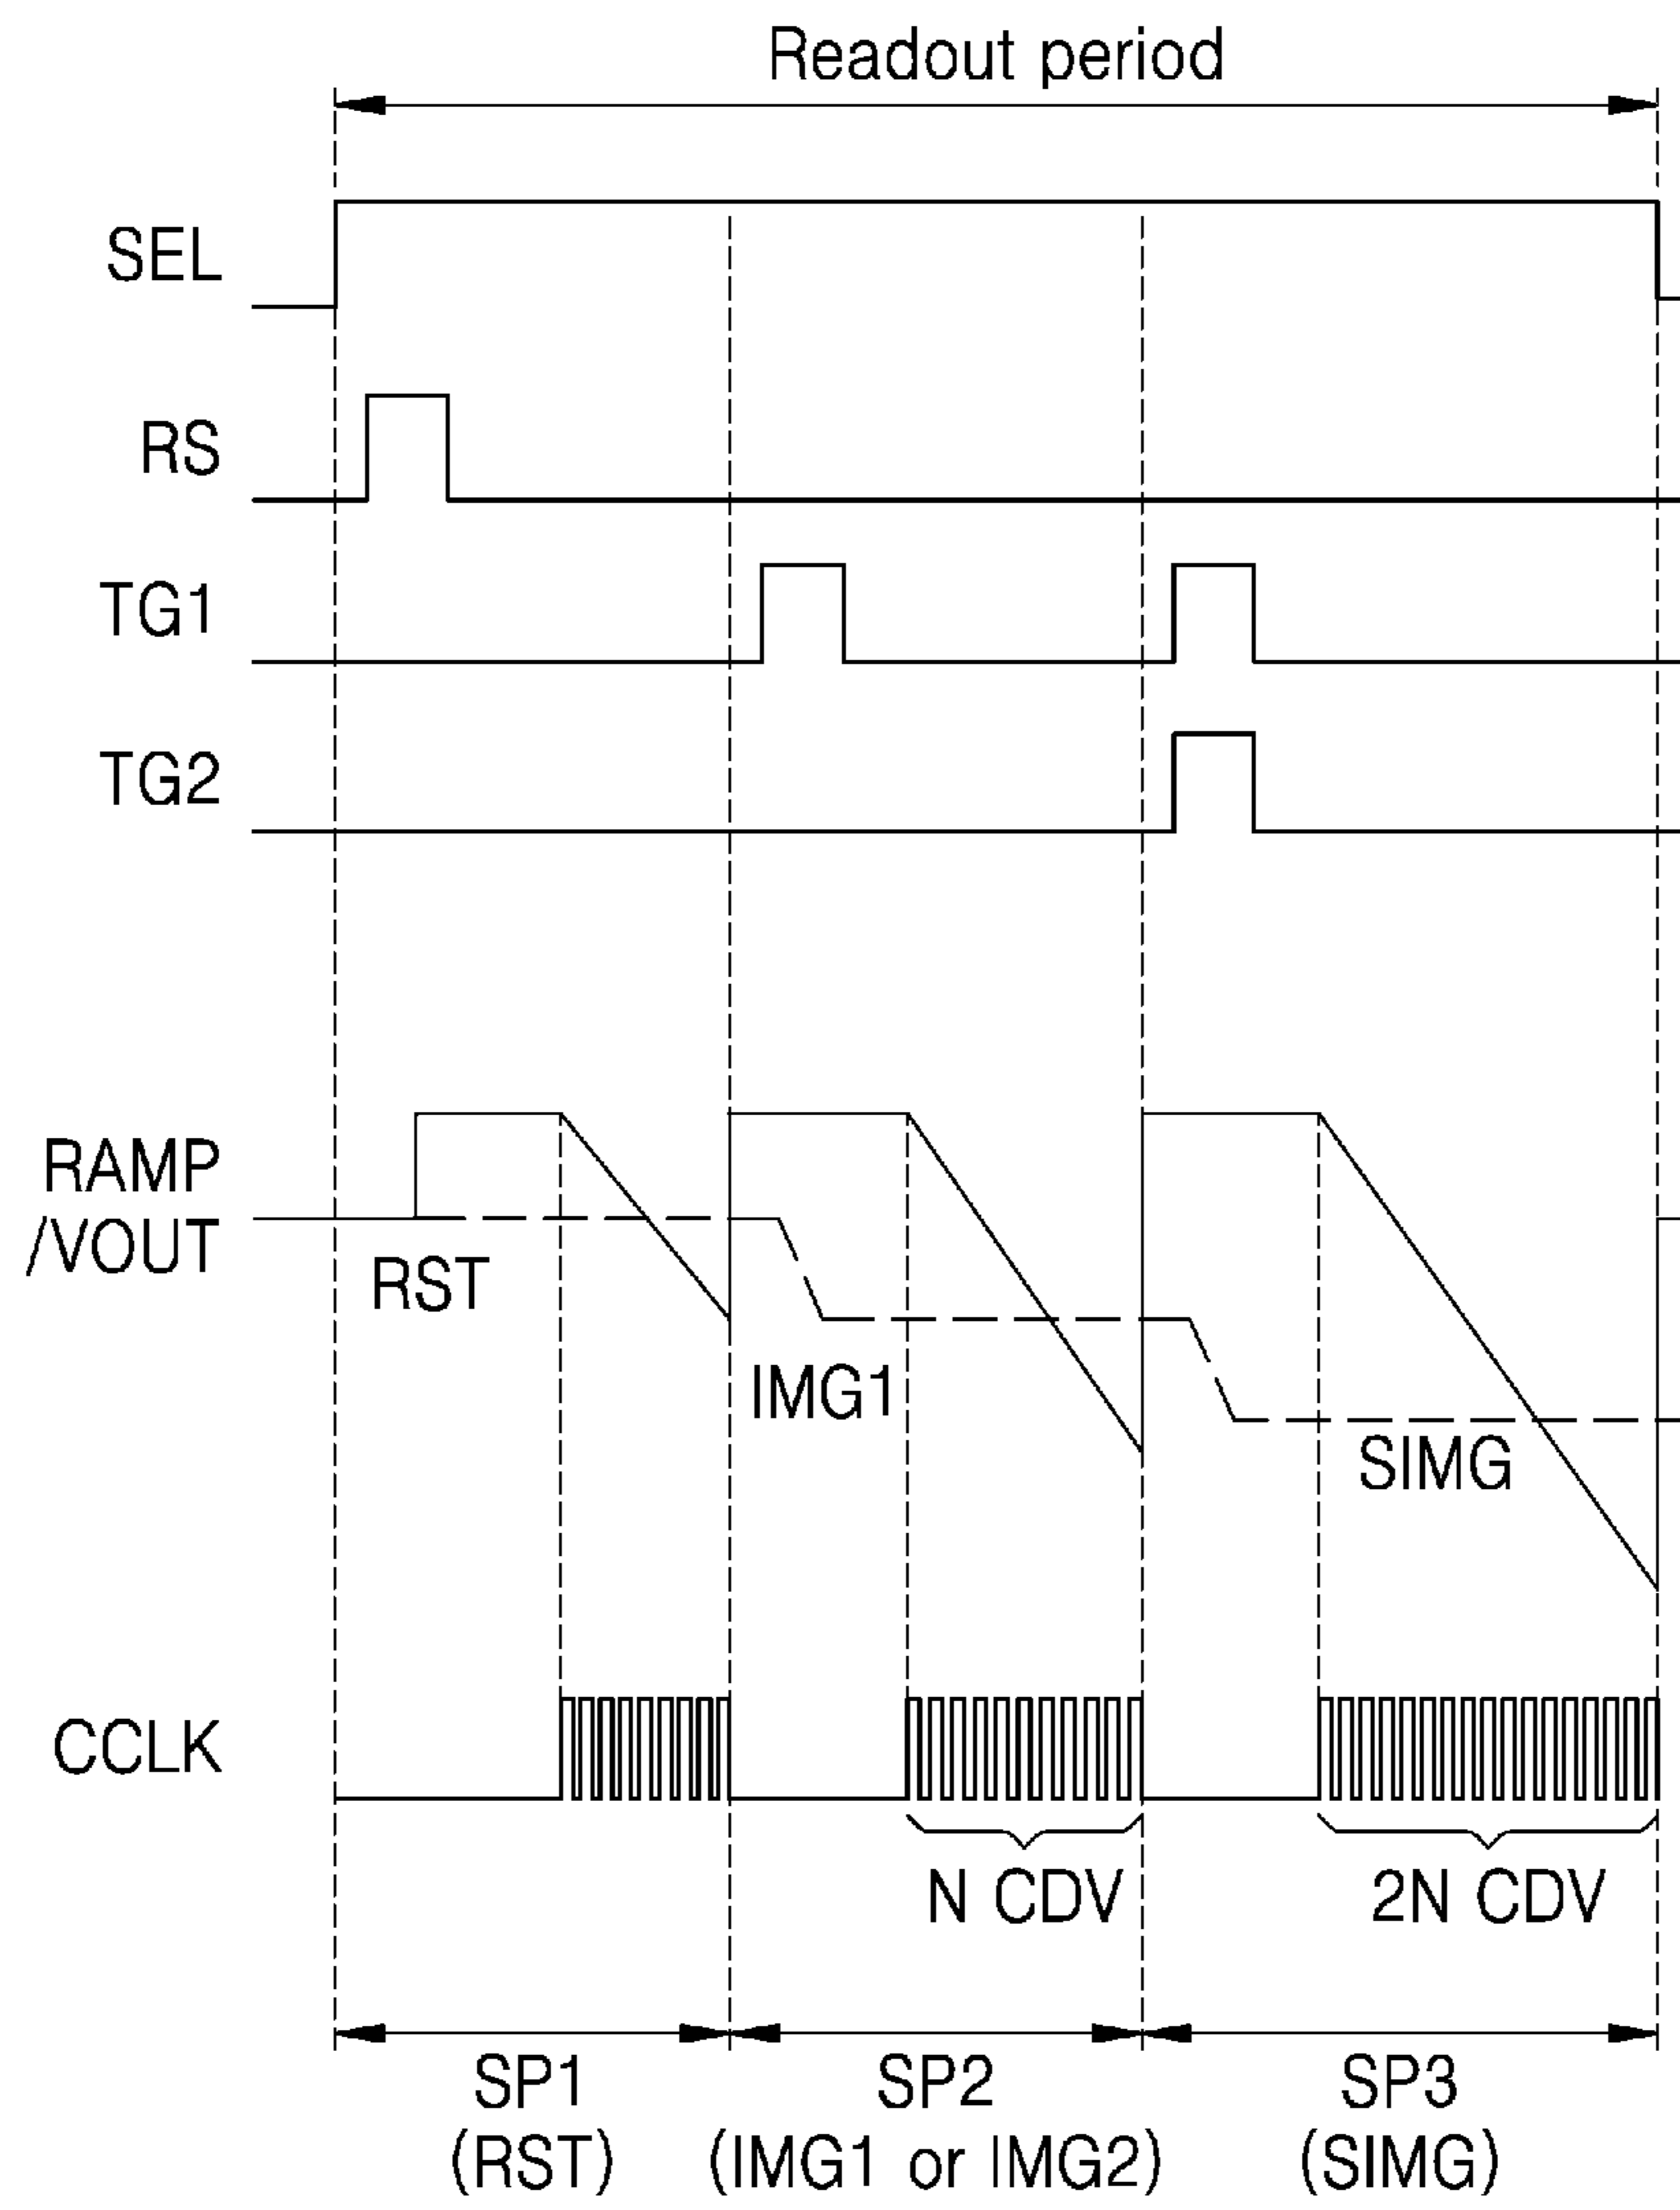 Readout period
SEL
RS
TG1
TG2
RAMP
/VOUT
RST
IMG1
SIMG
CCLK
N CDV
2N CDV
SP1
(RST)
SP2
(IMG1 or IMG2)
SP3
(SIMG)